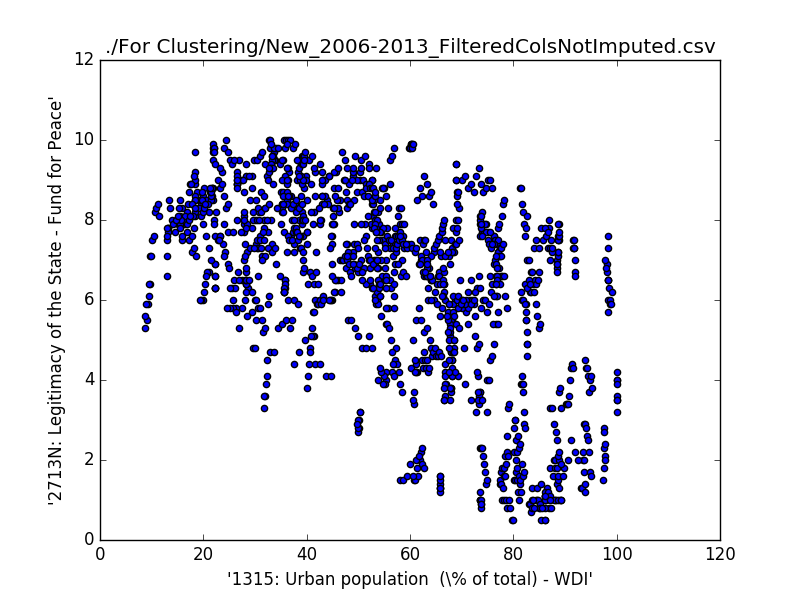 ./For Clustering/New_2006-2013_FilteredColsNotImputed.csv
12
10
8
6
4
2
0
0 20 40 60 80 100 120
'2713N: Legitimacy of the State - Fund for Peace'
'1315: Urban population  (\% of total) - WDI'